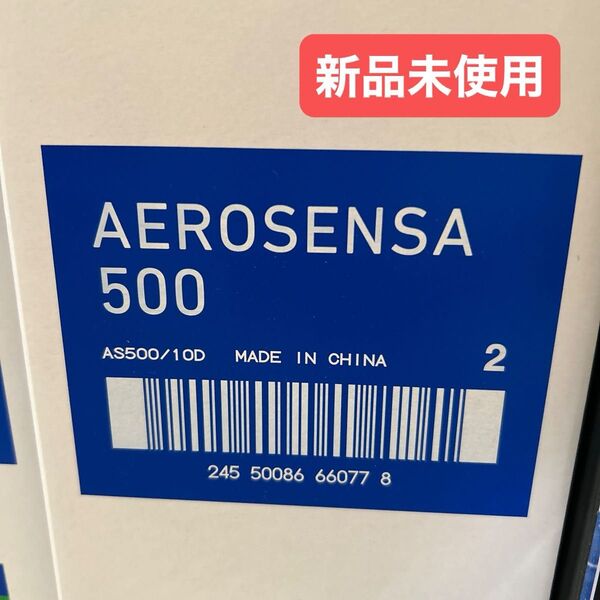 新品未使用
AEROSENSA
500
AS500/10D MADE IN CHINA 2
245 50086 66077 8